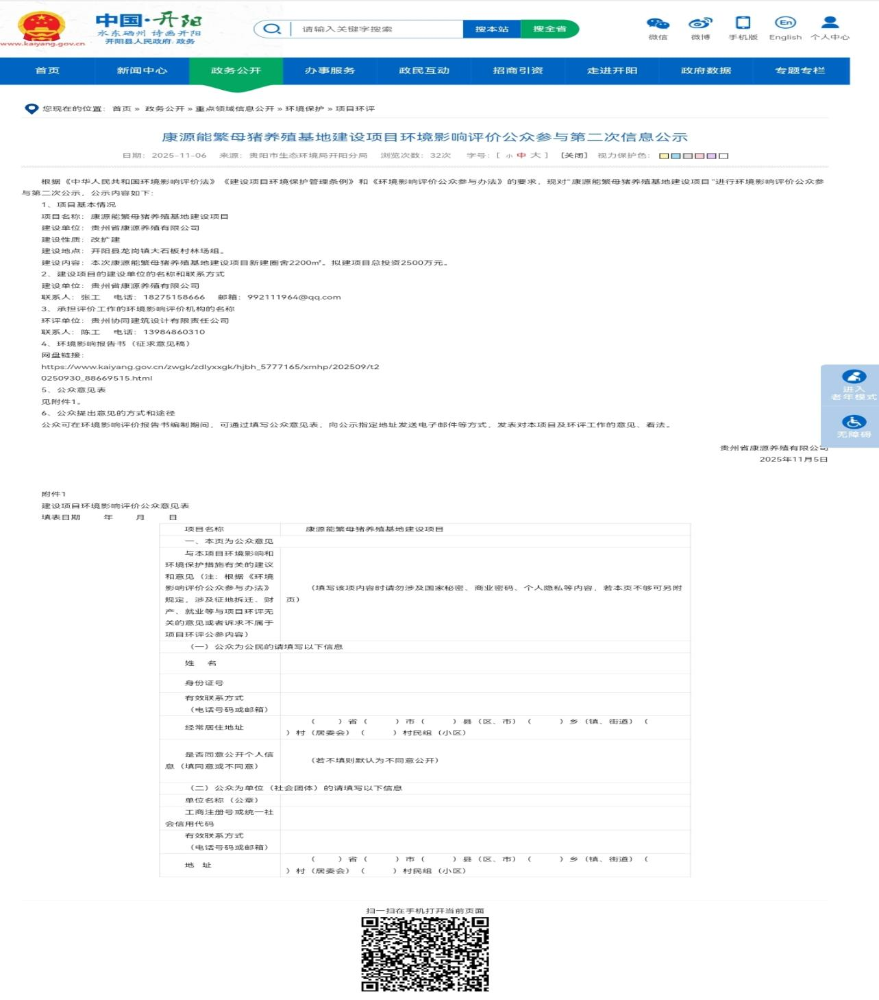 www.kaiyang.gov.cn
中国·开阳
水东硒州 诗画开阳
开阳县人民政府.政务
请输入关键字搜索
搜本站
搜全省
微信
微博
手机版
En
English
个人中心
首页
新闻中心
政务公开
办事服务
政民互动
招商引资
走进开阳
政府数据
专题专栏
您现在的位置: 首页 » 政务公开 » 重点领域信息公开 » 环境保护 » 项目环评
康源能繁母猪养殖基地建设项目环境影响评价公众参与第二次信息公示
日期: 2025-11-06 来源: 贵阳市生态环境局开阳分局 浏览次数: 32次 字号: [ 小 中 大 ] [关闭] 视力保护色:
根据《中华人民共和国环境影响评价法》《建设项目环境保护管理条例》和《环境影响评价公众参与办法》的要求，现对“康源能繁母猪养殖基地建设项目”进行环境影响评价公众参
与第二次公示，公示内容如下:
1、项目基本情况
项目名称: 康源能繁母猪养殖基地建设项目
建设单位: 贵州省康源养殖有限公司
建设性质: 改扩建
建设地点: 开阳县龙岗镇大石板村林场组。
建设内容: 本次康源能繁母猪养殖基地建设项目新建圈舍2200㎡。拟建项目总投资2500万元。
2、建设项目的建设单位的名称和联系方式
建设单位: 贵州省康源养殖有限公司
联系人: 张工 电话: 18275158666 邮箱: 992111964@qq.com
3、承担评价工作的环境影响评价机构的名称
环评单位: 贵州协同建筑设计有限责任公司
联系人: 陈工 电话: 13984860310
4、环境影响报告书（征求意见稿）
网盘链接:
https://www.kaiyang.gov.cn/zwgk/zdlyxxgk/hjbh_5777165/xmhp/202509/t2
0250930_88669515.html
5、公众意见表
见附件1。
6、公众提出意见的方式和途径
公众可在环境影响评价报告书编制期间，可通过填写公众意见表，向公示指定地址发送电子邮件等方式，发表对本项目及环评工作的意见、看法。
进入
老年模式
无障碍
贵州省康源养殖有限公司
2025年11月5日
附件1
建设项目环境影响评价公众意见表
填表日期 年 月 日
项目名称 康源能繁母猪养殖基地建设项目
一、本页为公众意见
与本项目环境影响和
环境保护措施有关的建议
和意见（注: 根据《环境
影响评价公众参与办法》
规定，涉及征地拆迁、财
产、就业等与项目环评无
关的意见或者诉求不属于
项目环评公参内容）
（填写该项内容时请勿涉及国家秘密、商业密码、个人隐私等内容，若本页不够可另附
页）
（一）公众为公民的请填写以下信息
姓 名
身份证号
有效联系方式
（电话号码或邮箱）
经常居住地址
（ ）省（ ）市（ ）县（区、市）（ ）乡（镇、街道）（
）村（居委会）（ ）村民组（小区）
是否同意公开个人信
息（填同意或不同意）
（若不填则默认为不同意公开）
（二）公众为单位（社会团体）的请填写以下信息
单位名称（公章）
工商注册号或统一社
会信用代码
有效联系方式
（电话号码或邮箱）
地 址
（ ）省（ ）市（ ）县（区、市）（ ）乡（镇、街道）（
）村（居委会）（ ）村民组（小区）
扫一扫在手机打开当前页面